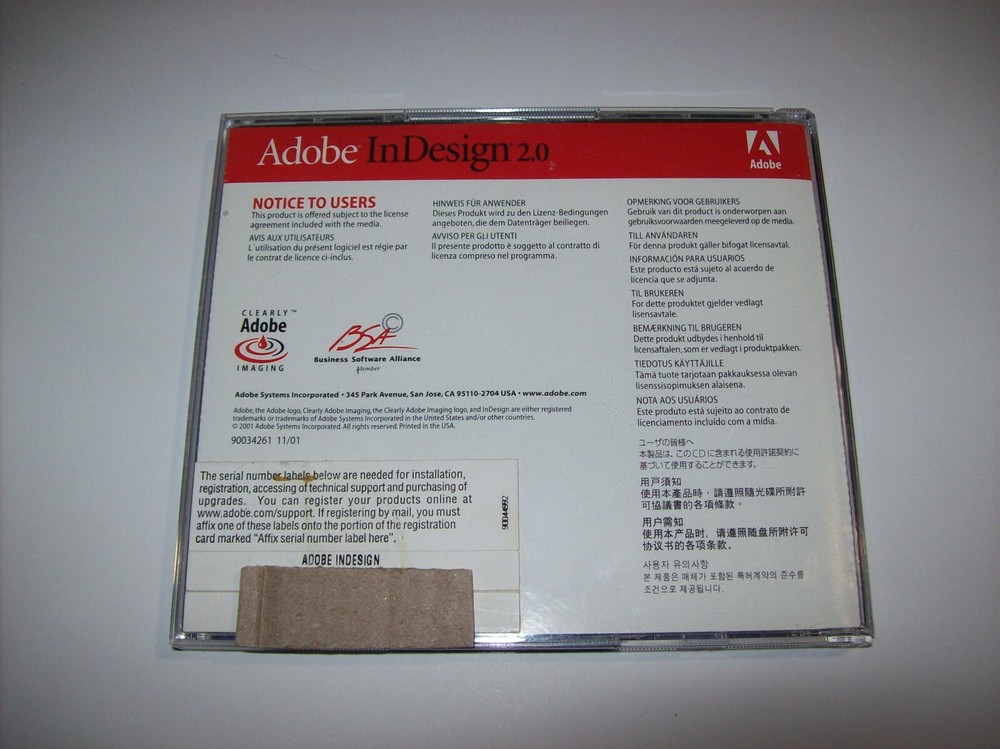 Adobe InDesign 2.0
Adobe
NOTICE TO USERS
This product is offered subject to the license
agreement included with the media.
AVIS AUX UTILISATEURS
L'utilisation du présent logiciel est régie par
le contrat de licence ci-inclus.
HINWEIS FÜR ANWENDER
Dieses Produkt wird zu den Lizenz-Bedingungen
angeboten, die dem Datenträger beiliegen.
AVVISO PER GLI UTENTI
Il presente prodotto è soggetto al contratto di
licenza compreso nel programma.
OPMERKING VOOR GEBRUIKERS
Gebruik van dit product is onderworpen aan
gebruiksvoorwaarden meegeleverd op de media.
TILL ANVÄNDAREN
För denna produkt gäller bifogat licensavtal.
INFORMACIÓN PARA USUARIOS
Este producto está sujeto al acuerdo de
licencia que se adjunta.
TIL BRUKEREN
For dette produktet gjelder vedlagt
lisensavtale.
BEMÆRKNING TIL BRUGEREN
Dette produkt udbydes i henhold til
licensaftalen, som er vedlagt i produktpakken.
TIEDOTUS KÄYTTÄJILLE
Tämä tuote tarjotaan pakkauksessa olevan
lisenssisopimuksen alaisena.
NOTA AOS USUÁRIOS
Este produto está sujeito ao contrato de
licenciamento incluído com a mídia.
ユーザの皆様へ
本製品は、このCDに含まれる使用許諾契約に
基づいて使用することができます。
用戶須知
使用本產品時，請遵照隨光碟所附許
可協議書的各項條款。
用户需知
使用本产品时，请遵照随盘所附许可
协议书的各项条款。
사용자 유의사항
본 제품은 매체가 포함된 특허계약의 준수를
조건으로 제공됩니다.
CLEARLY™
Adobe
IMAGING
BSA ©
Business Software Alliance
Member
Adobe Systems Incorporated • 345 Park Avenue, San Jose, CA 95110-2704 USA • www.adobe.com
Adobe, the Adobe logo, Clearly Adobe Imaging, the Clearly Adobe Imaging logo, and InDesign are either registered
trademarks or trademarks of Adobe Systems Incorporated in the United States and/or other countries.
© 2001 Adobe Systems Incorporated. All rights reserved. Printed in the USA.
90034261 11/01
The serial number labels below are needed for installation,
registration, accessing of technical support and purchasing of
upgrades. You can register your products online at
www.adobe.com/support. If registering by mail, you must
affix one of these labels onto the portion of the registration
card marked "Affix serial number label here".
90044992
ADOBE INDESIGN